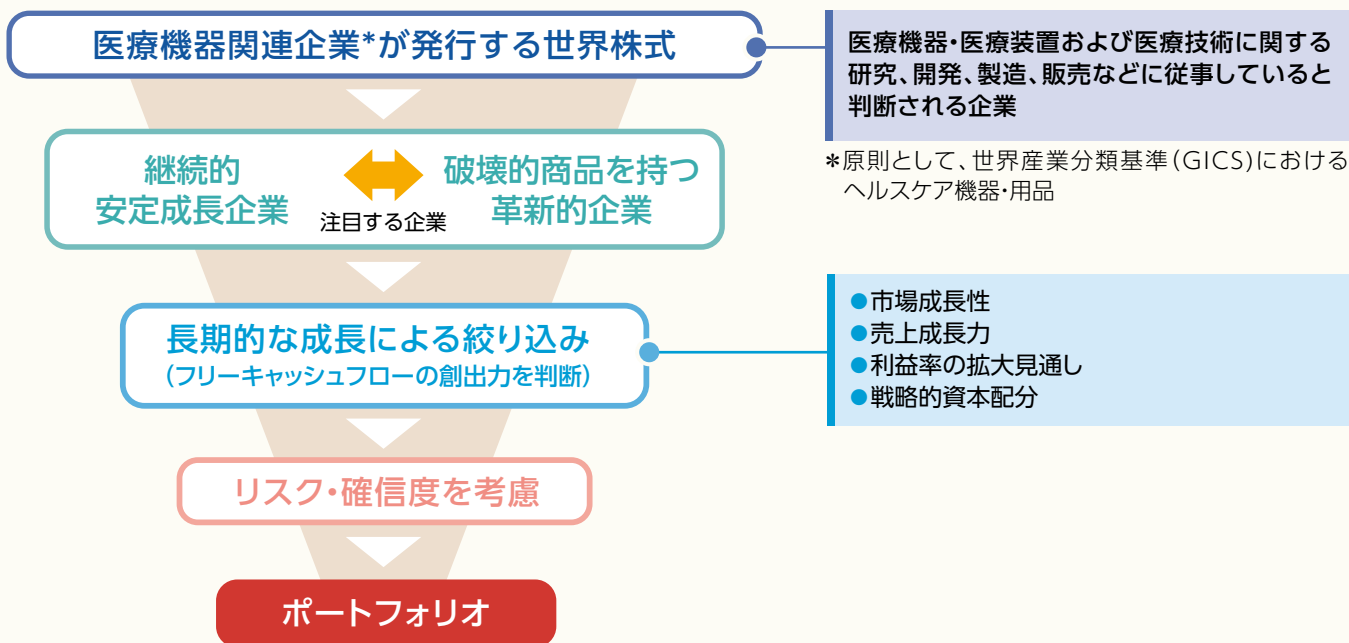 医療機器関連企業*が発行する世界株式
医療機器・医療装置および医療技術に関する
研究、開発、製造、販売などに従事していると
判断される企業
*原則として、世界産業分類基準(GICS)における
ヘルスケア機器・用品
継続的
安定成長企業
注目する企業
破壊的商品を持つ
革新的企業
長期的な成長による絞り込み
(フリーキャッシュフローの創出力を判断)
●市場成長性
●売上成長力
●利益率の拡大見通し
●戦略的資本配分
リスク・確信度を考慮
ポートフォリオ